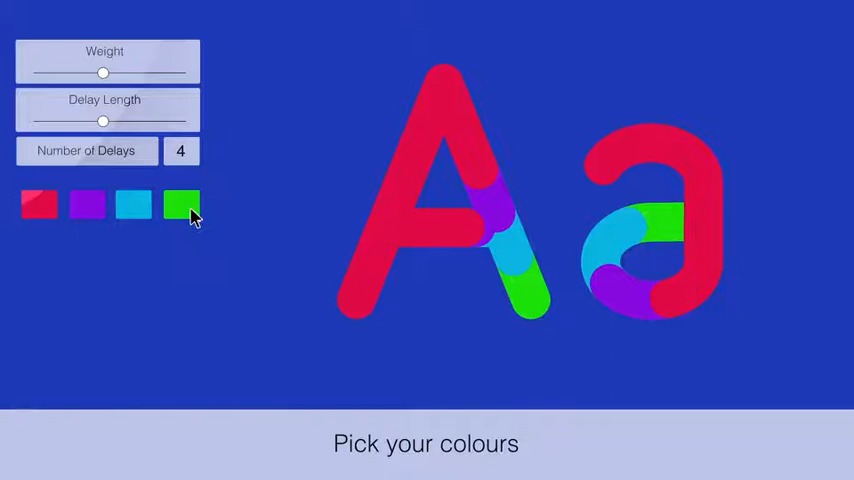 Weight
Delay Length
Number of Delays 4
Aa
Pick your colours